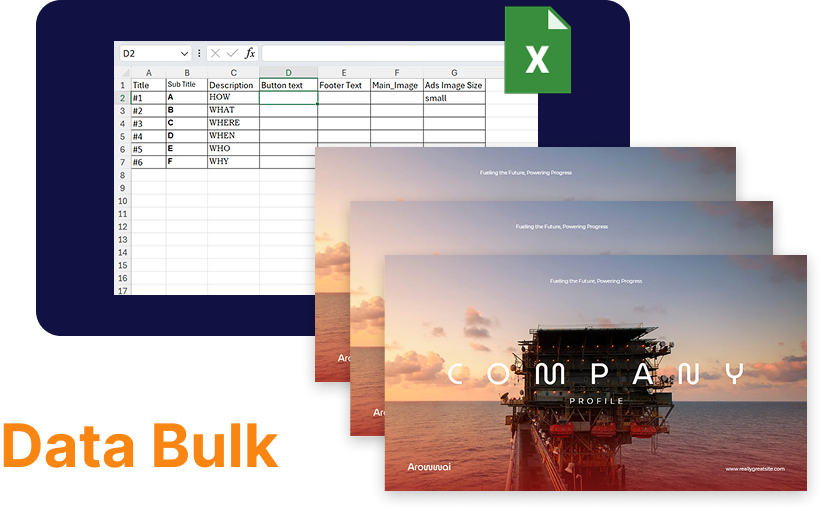 D2 fx
A B C D E F G
1 Title Sub Title Description Button text Footer Text Main_Image Ads Image Size
2 #1 A HOW small
3 #2 B WHAT
4 #3 C WHERE
5 #4 D WHEN
6 #5 E WHO
7 #6 F WHY
8
9
10
11
12
13
14
15
16
17
X
Fueling the Future, Powering Progress
Aro
Fueling the Future, Powering Progress
Ar
Fueling the Future, Powering Progress
COMPANY
PROFILE
Arowwai
www.reallygreatsite.com
Data Bulk